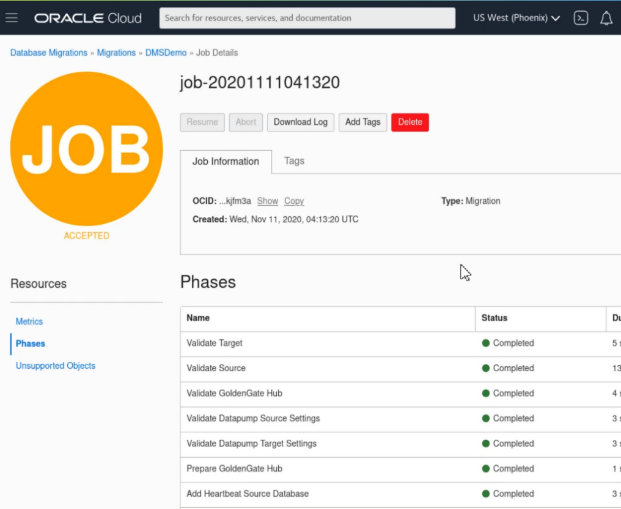 ORACLE Cloud
Search for resources, services, and documentation
US West (Phoenix)
Database Migrations » Migrations » DMSDemo » Job Details
JOB
ACCEPTED
job-20201111041320
Resume Abort Download Log Add Tags Delete
Job Information Tags
OCID: ...kjfm3a Show Copy
Type: Migration
Created: Wed, Nov 11, 2020, 04:13:20 UTC
Resources
Metrics
Phases
Unsupported Objects
Phases
Name Status Du
Validate Target Completed 5 s
Validate Source Completed 13
Validate GoldenGate Hub Completed 4 s
Validate Datapump Source Settings Completed 3 s
Validate Datapump Target Settings Completed 3 s
Prepare GoldenGate Hub Completed 1 s
Add Heartbeat Source Database Completed 3 s